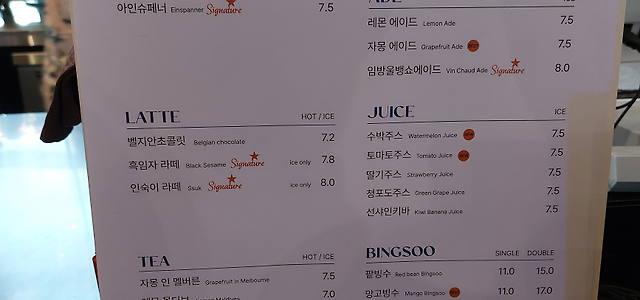 아인슈페너 Einspanner Signature 7.5
LATTE HOT / ICE
벨지안초콜릿 Belgian chocolate 7.2
흑임자 라떼 Black Sesame Signature ice only 7.8
인숙이 라떼 Ssuk Signature ice only 8.0
TEA HOT / ICE
자몽 인 멜버른 Grapefruit in Melbourne 7.5
7.0
ADE
레몬 에이드 Lemon Ade 7.5
자몽 에이드 Grapefruit Ade 7.5
임방울뱅쇼에이드 Vin Chaud Ade Signature 8.0
JUICE ICE
수박주스 Watermelon Juice 7.5
토마토주스 Tomato Juice 7.5
딸기주스 Strawberry Juice 7.5
청포도주스 Green Grape Juice 7.5
선샤인키바 Kiwi Banana Juice 7.5
BINGSOO SINGLE DOUBLE
팥빙수 Red bean Bingsoo 11.0 15.0
망고빙수 Mango Bingsoo 11.0 17.0